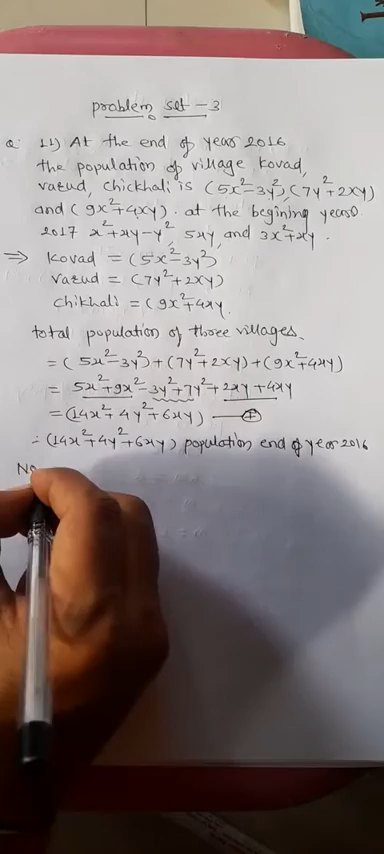 problem set - 3
Q. 11) At the end of year 2016
the population of village kovad,
varud, chickhali is (5x²-3y²), (7y²+2xy)
and (9x²+4xy). at the begining years
2017 x²+xy-y², 5xy, and 3x²+xy.
⇒ kovad = (5x²-3y²)
varud = (7y²+2xy)
chikhali = (9x²+4xy.
total population of three villages.
= (5x²-3y²)+(7y²+2xy)+(9x²+4xy)
= 5x²+9x²-3y²+7y²+2xy+4xy
= (14x²+4y²+6xy) — I
∴ (14x²+4y²+6xy) population end of year 2016
No